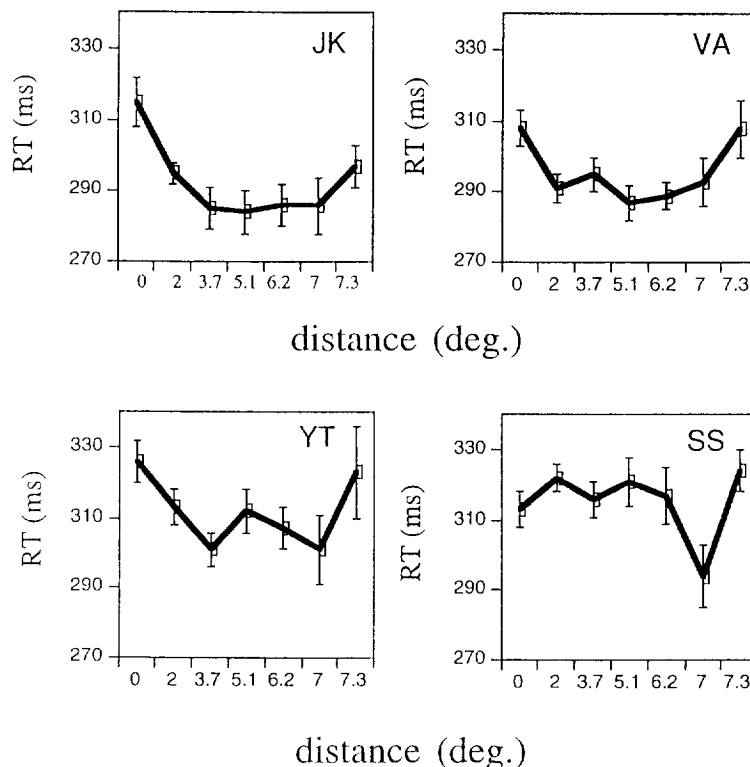 JK
RT (ms)
330
310
290
270
0 2 3.7 5.1 6.2 7 7.3
VA
RT (ms)
330
310
290
270
0 2 3.7 5.1 6.2 7 7.3
distance (deg.)
YT
RT (ms)
330
310
290
270
0 2 3.7 5.1 6.2 7 7.3
SS
RT (ms)
330
310
290
270
0 2 3.7 5.1 6.2 7 7.3
distance (deg.)